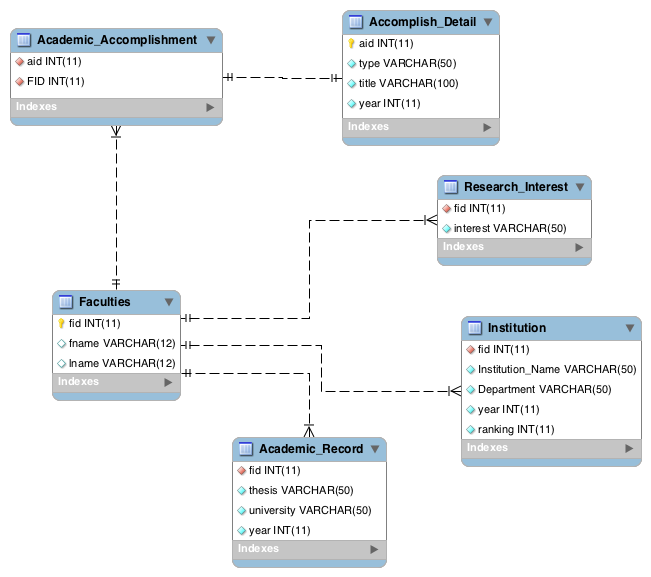 Academic_Accomplishment
aid INT(11)
FID INT(11)
Indexes
Accomplish_Detail
aid INT(11)
type VARCHAR(50)
title VARCHAR(100)
year INT(11)
Indexes
Research_Interest
fid INT(11)
interest VARCHAR(50)
Indexes
Faculties
fid INT(11)
fname VARCHAR(12)
lname VARCHAR(12)
Indexes
Institution
fid INT(11)
Institution_Name VARCHAR(50)
Department VARCHAR(50)
year INT(11)
ranking INT(11)
Indexes
Academic_Record
fid INT(11)
thesis VARCHAR(50)
university VARCHAR(50)
year INT(11)
Indexes